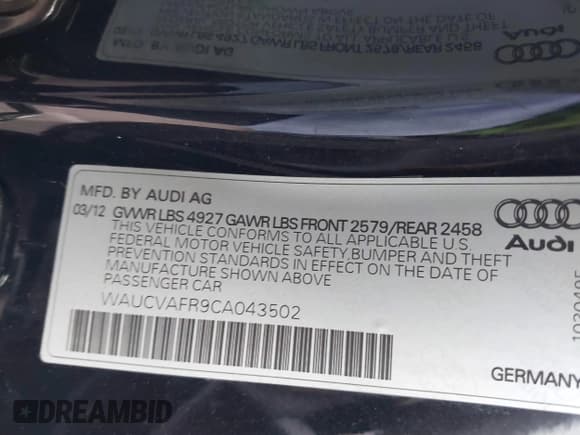 MFD. BY AUDI AG
03/12 GVWR LBS 4927 GAWR LBS FRONT 2579/REAR 2458
THIS VEHICLE CONFORMS TO ALL APPLICABLE U.S.
FEDERAL MOTOR VEHICLE SAFETY,BUMPER AND THEFT
PREVENTION STANDARDS IN EFFECT ON THE DATE OF
MANUFACTURE SHOWN ABOVE
PASSENGER CAR
WAUCVAFR9CA043502
Audi
GERMANY
DREAMBID